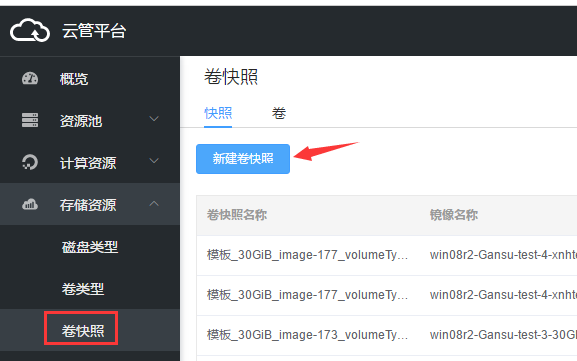 云管平台
概览
资源池
计算资源
存储资源
磁盘类型
卷类型
卷快照
卷快照
快照 卷
新建卷快照
卷快照名称 镜像名称
模板_30GiB_image-177_volumeTy... win08r2-Gansu-test-4-xnhte
模板_30GiB_image-177_volumeTy... win08r2-Gansu-test-4-xnhte
模板_30GiB_image-173_volumeTy... win08r2-Gansu-test-3-30Gl